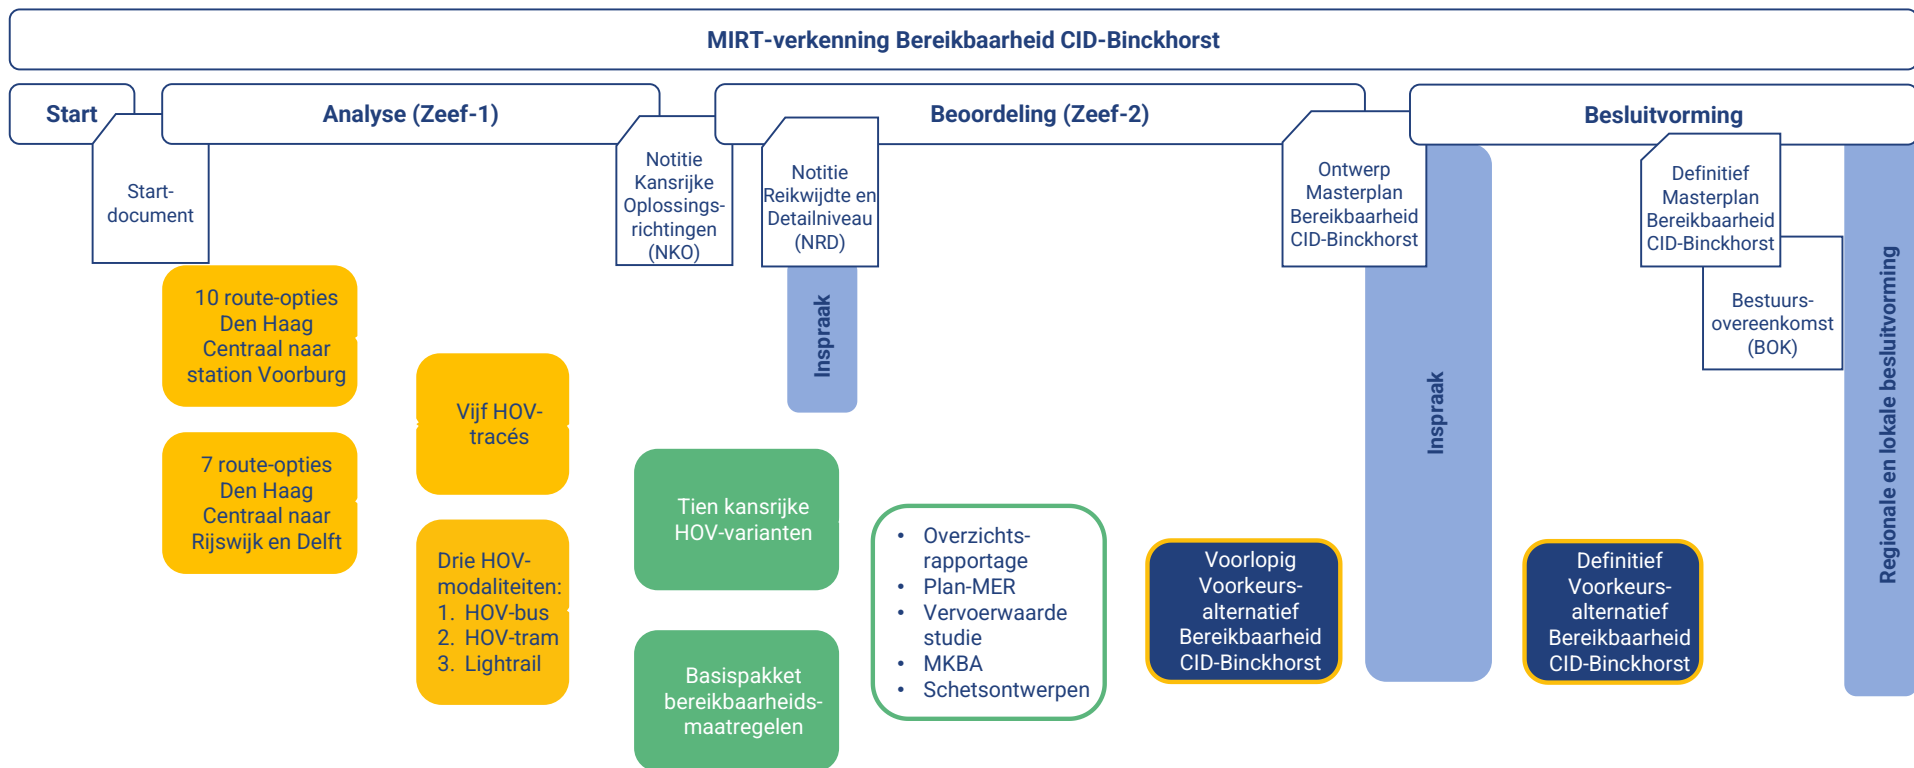 MIRT-verkenning Bereikbaarheid CID-Binckhorst
Start
Analyse (Zeef-1)
Beoordeling (Zeef-2)
Besluitvorming
Start-
document
Notitie
Kansrijke
Oplossings-
richtingen
(NKO)
Notitie
Reikwijdte en
Detailniveau
(NRD)
Ontwerp
Masterplan
Bereikbaarheid
CID-Binckhorst
Definitief
Masterplan
Bereikbaarheid
CID-Binckhorst
Bestuurs-
overeenkomst
(BOK)
Inspraak
Inspraak
Regionale en lokale besluitvorming
10 route-opties
Den Haag
Centraal naar
station Voorburg
7 route-opties
Den Haag
Centraal naar
Rijswijk en Delft
Vijf HOV-
tracés
Drie HOV-
modaliteiten:
1. HOV-bus
2. HOV-tram
3. Lightrail
Tien kansrijke
HOV-varianten
Basispakket
bereikbaarheids-
maatregelen
• Overzichts-
rapportage
• Plan-MER
• Vervoerwaarde
studie
• MKBA
• Schetsontwerpen
Voorlopig
Voorkeurs-
alternatief
Bereikbaarheid
CID-Binckhorst
Definitief
Voorkeurs-
alternatief
Bereikbaarheid
CID-Binckhorst